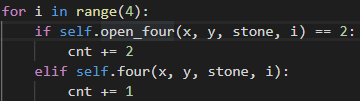 for i in range(4):
    if self.open_four(x, y, stone, i) == 2:
        cnt += 2
    elif self.four(x, y, stone, i):
        cnt += 1